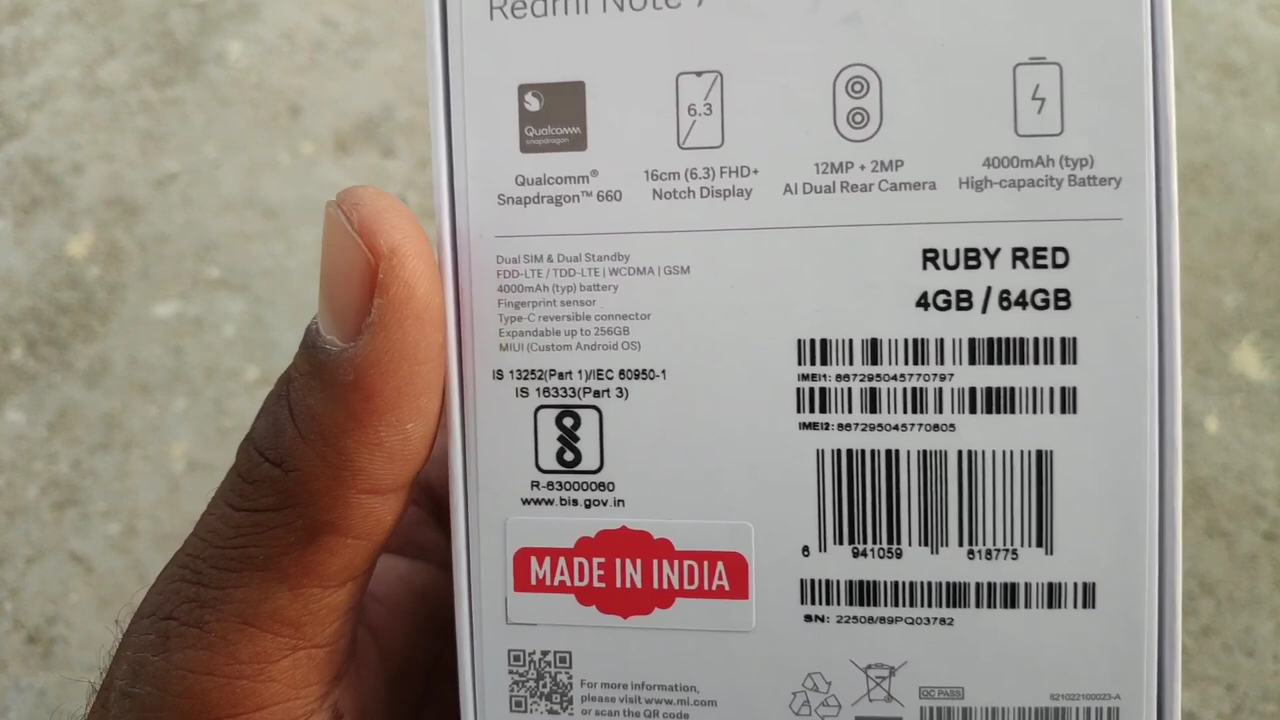 Redmi Note 7
Qualcomm
snapdragon
Qualcomm®
Snapdragon™ 660
6.3
16cm (6.3) FHD+
Notch Display
12MP + 2MP
AI Dual Rear Camera
4000mAh (typ)
High-capacity Battery
Dual SIM & Dual Standby
FDD-LTE / TDD-LTE | WCDMA | GSM
4000mAh (typ) battery
Fingerprint sensor
Type-C reversible connector
Expandable up to 256GB
MIUI (Custom Android OS)
IS 13252(Part 1)/IEC 60950-1
IS 16333(Part 3)
R-63000060
www.bis.gov.in
MADE IN INDIA
For more information,
please visit www.mi.com
or scan the QR code
RUBY RED
4GB / 64GB
IMEI1: 867295045770797
IMEI2: 867295045770805
6 941059 618775
SN: 22508/89PQ03782
QC PASS
621022100023-A